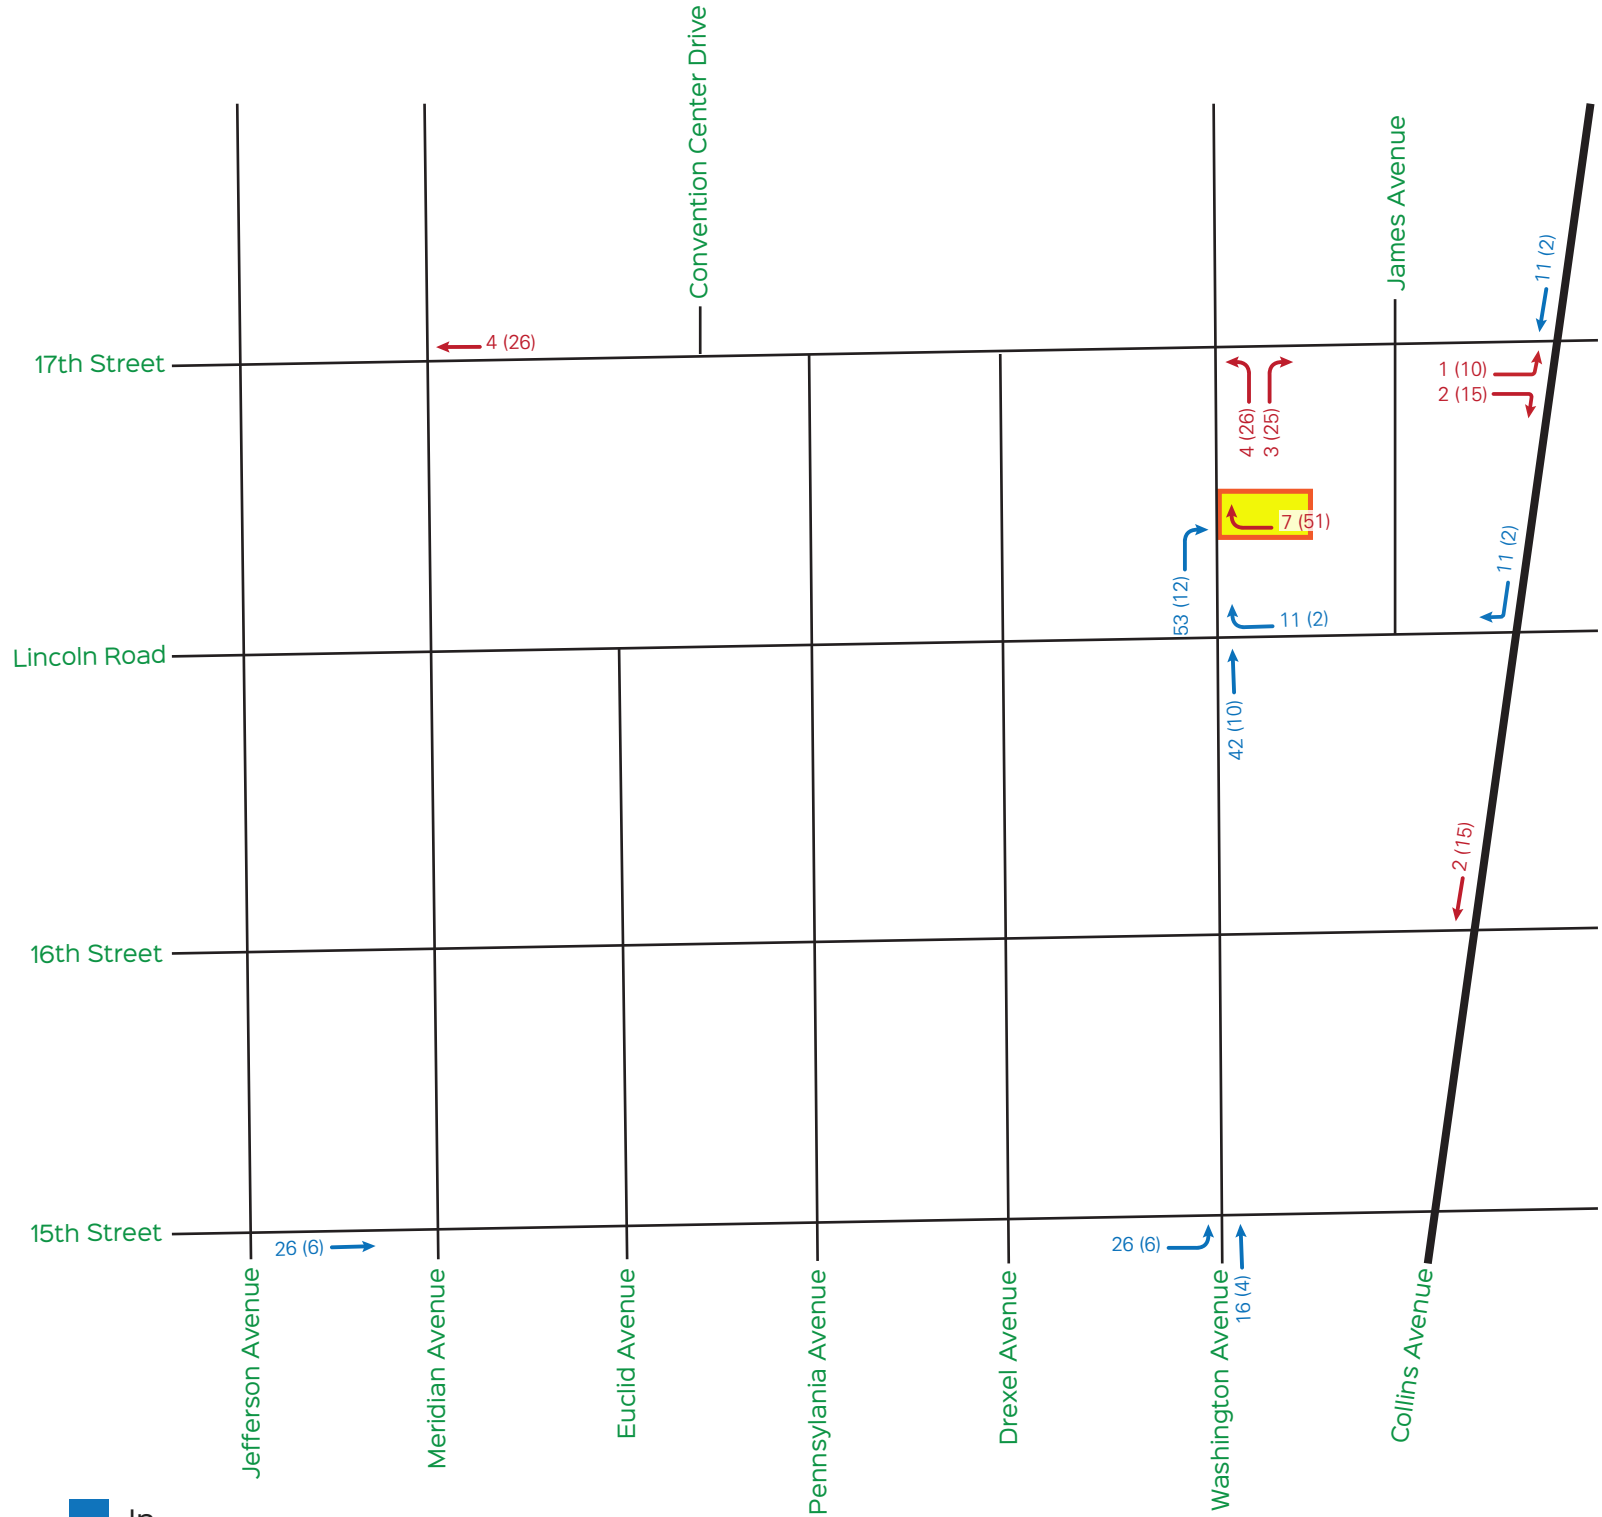 Convention Center Drive
James Avenue
11 (2)
4 (26)
17th Street
1 (10)
2 (15)
4 (26)
3 (25)
7 (51)
11 (2)
53 (12)
11 (2)
Lincoln Road
42 (10)
2 (15)
16th Street
15th Street
26 (6)
26 (6)
16 (4)
Jefferson Avenue
Meridian Avenue
Euclid Avenue
Pennsylania Avenue
Drexel Avenue
Washington Avenue
Collins Avenue
In